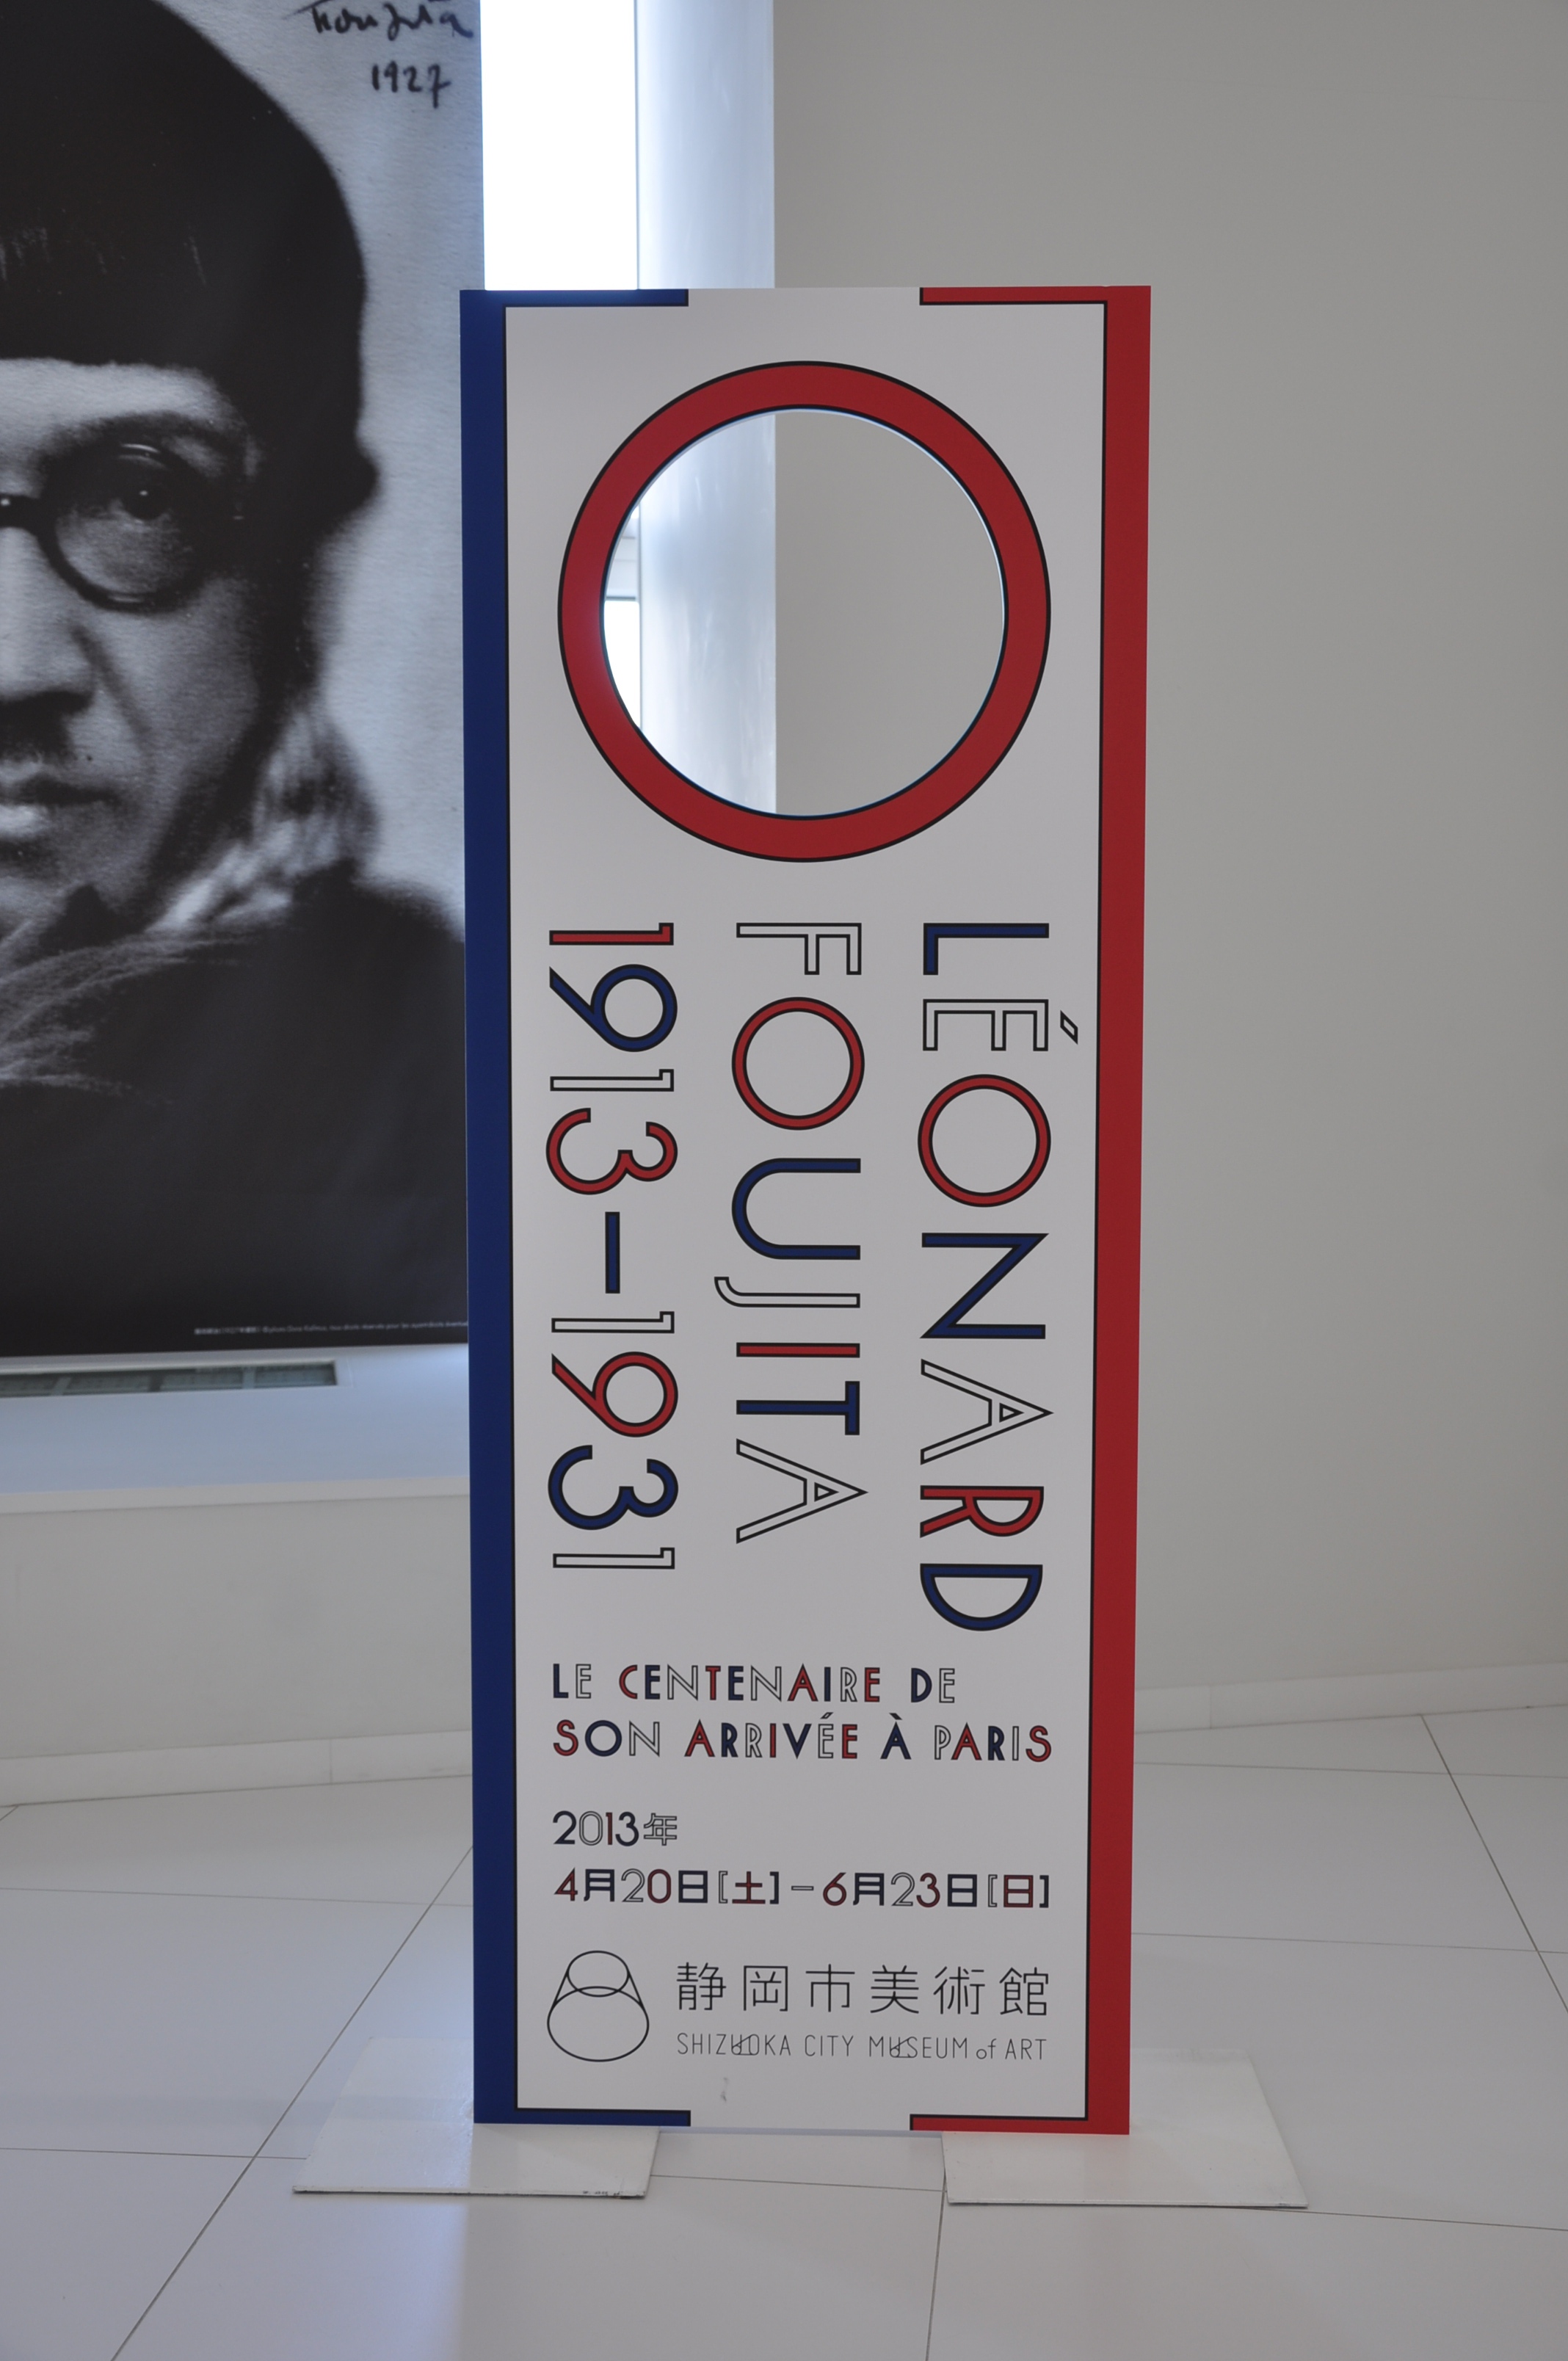 Foujita
1927
LÉONARD
FOUJITA
1913-1931
LE CENTENAIRE DE
SON ARRIVÉE À PARIS
2013年
4月20日[土]-6月23日[日]
静岡市美術館
SHIZUOKA CITY MUSEUM of ART